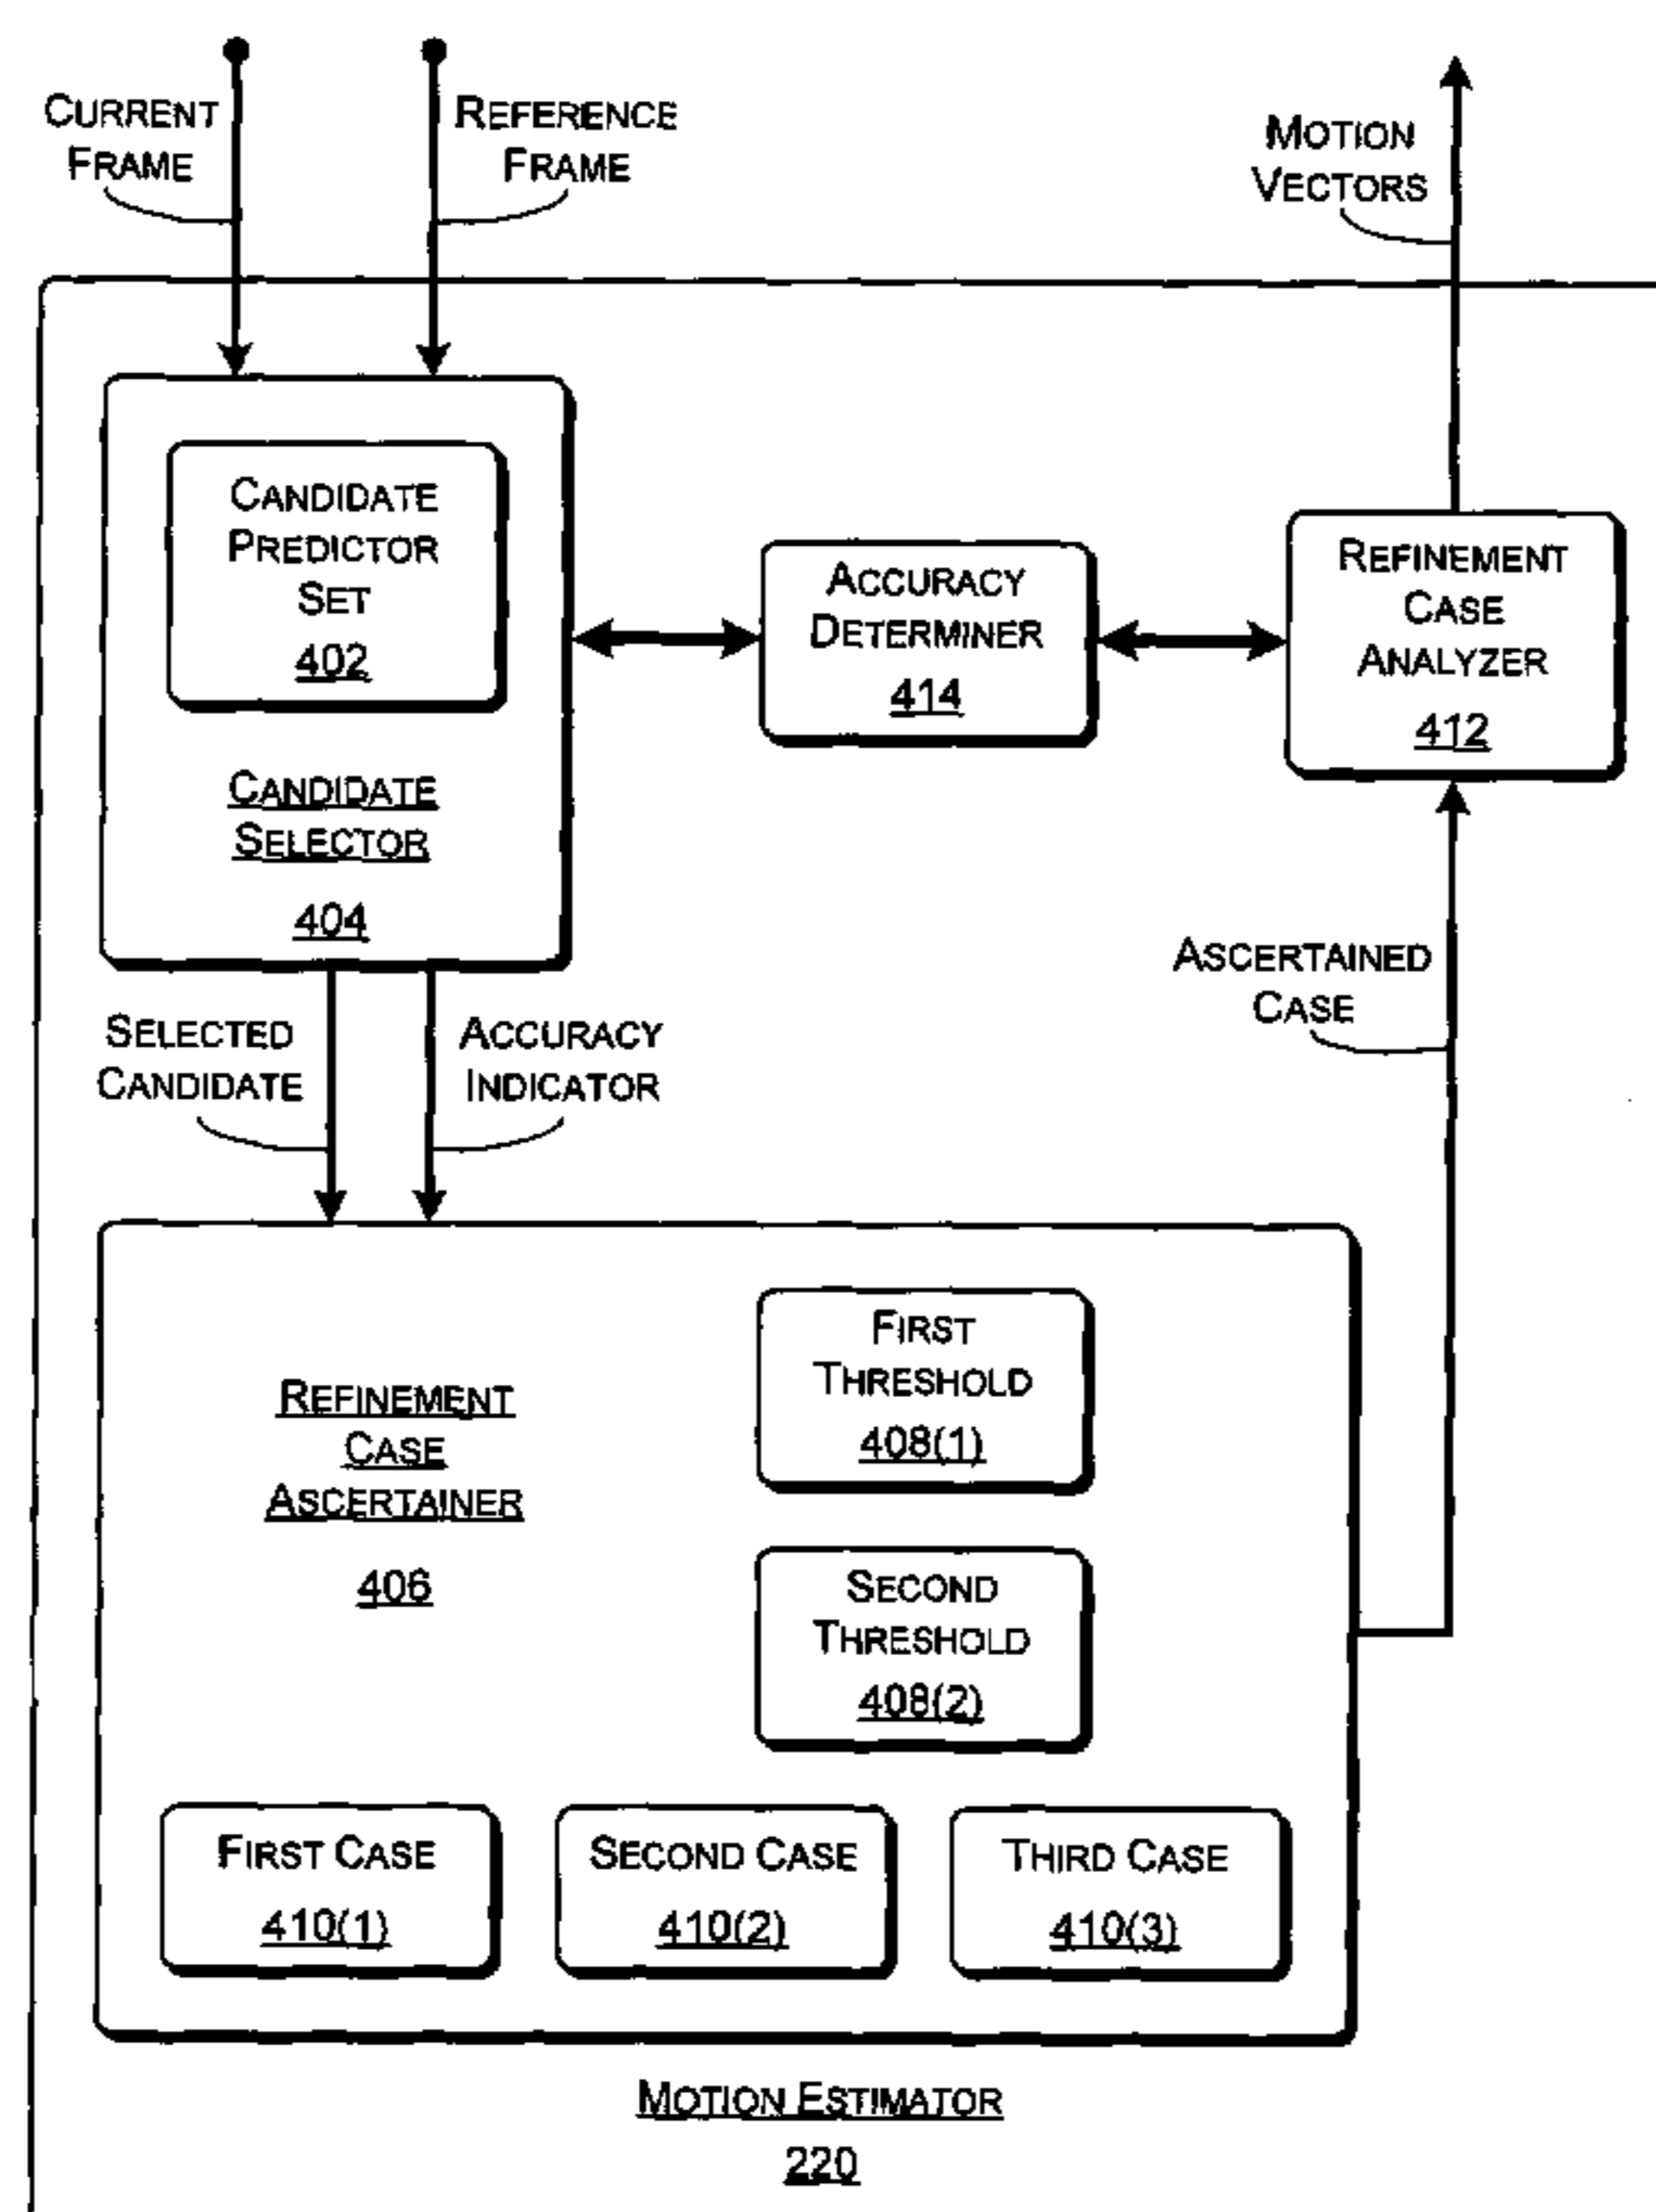 CURRENT
FRAME
REFERENCE
FRAME
MOTION
VECTORS
CANDIDATE
PREDICTOR
SET
402
CANDIDATE
SELECTOR
404
ACCURACY
DETERMINER
414
REFINEMENT
CASE
ANALYZER
412
ASCERTAINED
CASE
SELECTED
CANDIDATE
ACCURACY
INDICATOR
REFINEMENT
CASE
ASCERTAINER
406
FIRST
THRESHOLD
408(1)
SECOND
THRESHOLD
408(2)
FIRST CASE
410(1)
SECOND CASE
410(2)
THIRD CASE
410(3)
MOTION ESTIMATOR
220